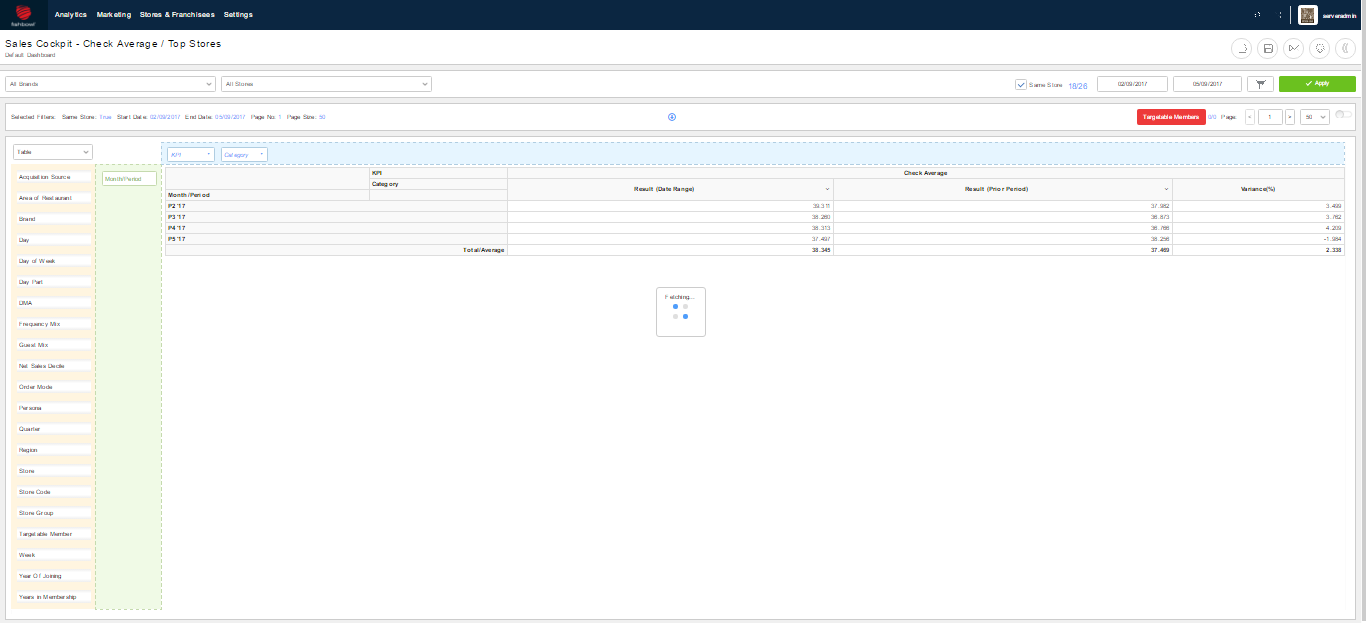 fishbowl Analytics Marketing Stores & Franchisees Settings serveradmin
Sales Cockpit - Check Average / Top Stores
Default Dashboard
All Brands All Stores Same Store 18/26 02/09/2017 05/09/2017 Apply
Selected Filters: Same Store: true Start Date: 02/09/2017 End Date: 05/09/2017 Page No: 1 Page Size: 50 Targetable Members 0/0 Page: < 1 > 50
Table KPI Category
Acquisition Source
Area of Restaurant
Brand
Day
Day of Week
Day Part
DMA
Frequency Mix
Guest Mix
Net Sales Decile
Order Mode
Persona
Quarter
Region
Store
Store Code
Store Group
Targetable Member
Week
Year Of Joining
Years in Membership
Month/Period
KPI Check Average
Category Result (Date Range) Result (Prior Period) Variance(%)
Month/Period
P2 '17 39.311 37.982 3.499
P3 '17 38.260 36.873 3.762
P4 '17 38.313 36.766 4.209
P5 '17 37.497 38.256 -1.984
Total/Average 38.345 37.469 2.338
Fetching...